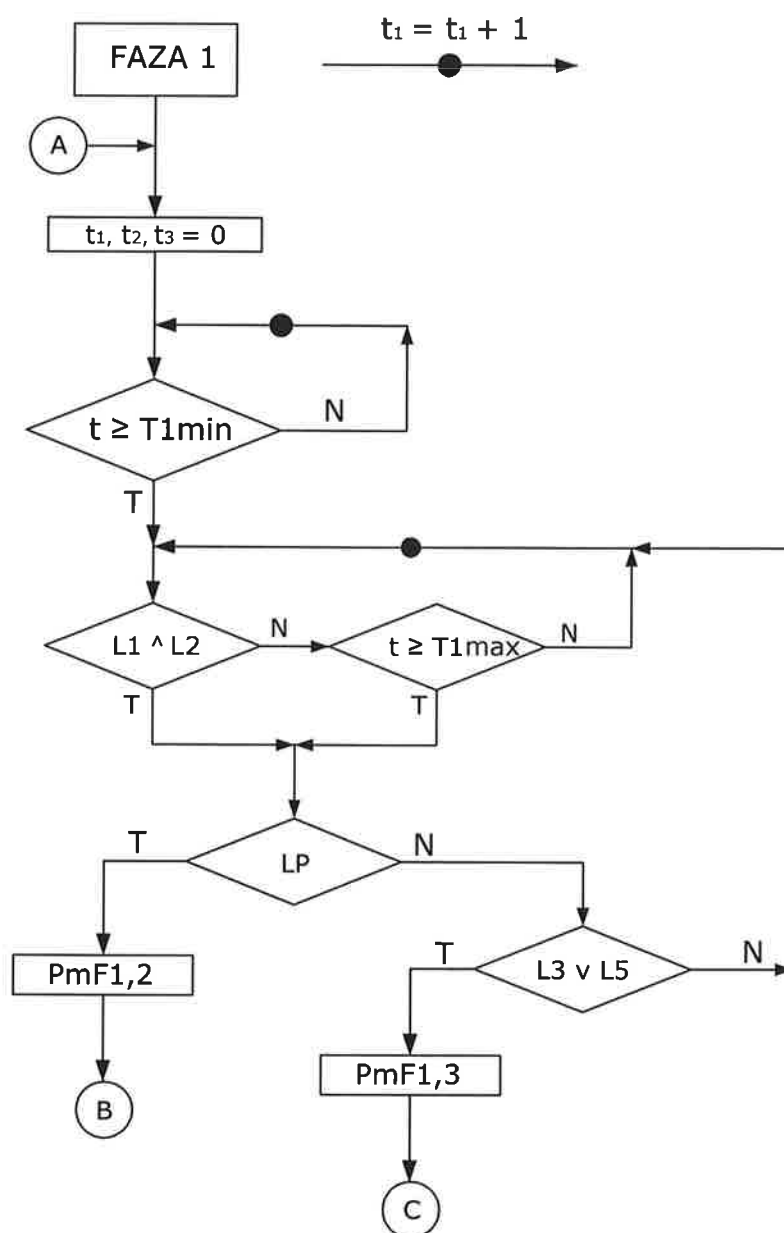 FAZA 1
t₁ = t₁ + 1
A
t₁, t₂, t₃ = 0
t ≥ T1min
N
T
L1 ^ L2
N
t ≥ T1max
N
T
T
LP
T
N
PmF1,2
L3 v L5
T
N
B
PmF1,3
C